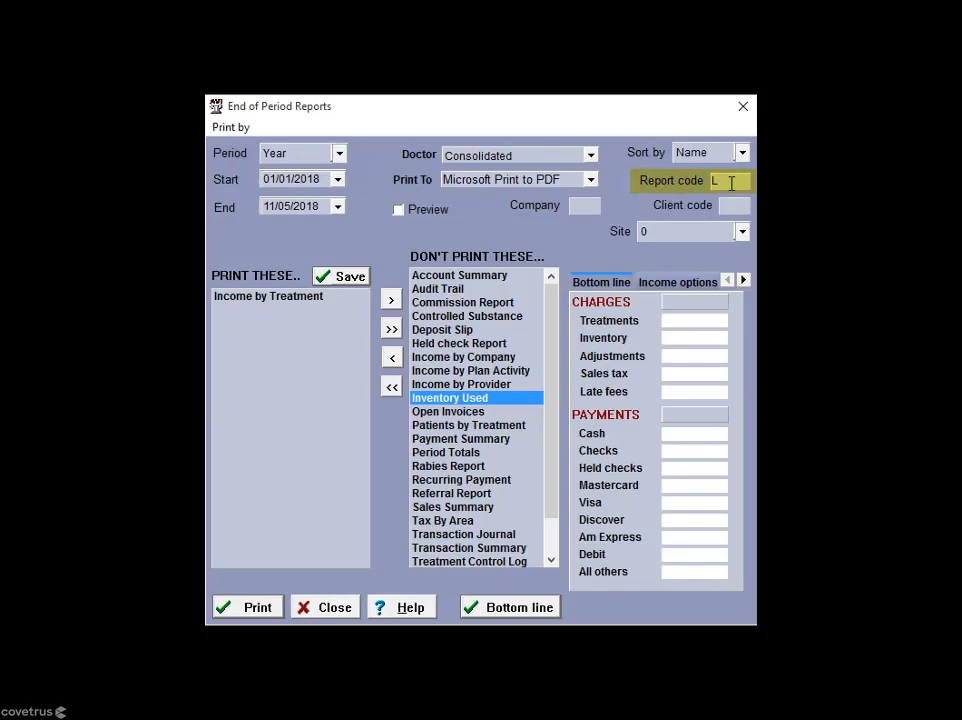 End of Period Reports
Print by
Period Year
Doctor Consolidated
Sort by Name
Start 01/01/2018
Print To Microsoft Print to PDF
Report code L
End 11/05/2018
Preview
Company
Client code
Site 0
DON'T PRINT THESE...
PRINT THESE.. Save
Income by Treatment
>
>>
<
<<
Account Summary
Audit Trail
Commission Report
Controlled Substance
Deposit Slip
Held check Report
Income by Company
Income by Plan Activity
Income by Provider
Inventory Used
Open Invoices
Patients by Treatment
Payment Summary
Period Totals
Rabies Report
Recurring Payment
Referral Report
Sales Summary
Tax By Area
Transaction Journal
Transaction Summary
Treatment Control Log
Bottom line Income options
CHARGES
Treatments
Inventory
Adjustments
Sales tax
Late fees
PAYMENTS
Cash
Checks
Held checks
Mastercard
Visa
Discover
Am Express
Debit
All others
Print Close ? Help Bottom line
covetrus